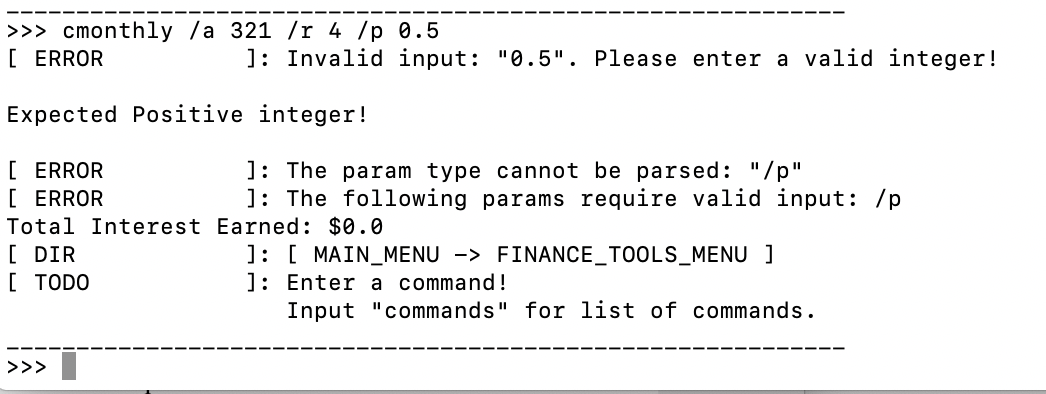 ____________________________________________________________
>>> cmonthly /a 321 /r 4 /p 0.5
[ ERROR          ]: Invalid input: "0.5". Please enter a valid integer!
Expected Positive integer!
[ ERROR          ]: The param type cannot be parsed: "/p"
[ ERROR          ]: The following params require valid input: /p
Total Interest Earned: $0.0
[ DIR            ]: [ MAIN_MENU -> FINANCE_TOOLS_MENU ]
[ TODO           ]: Enter a command!
                    Input "commands" for list of commands.
____________________________________________________________
>>>